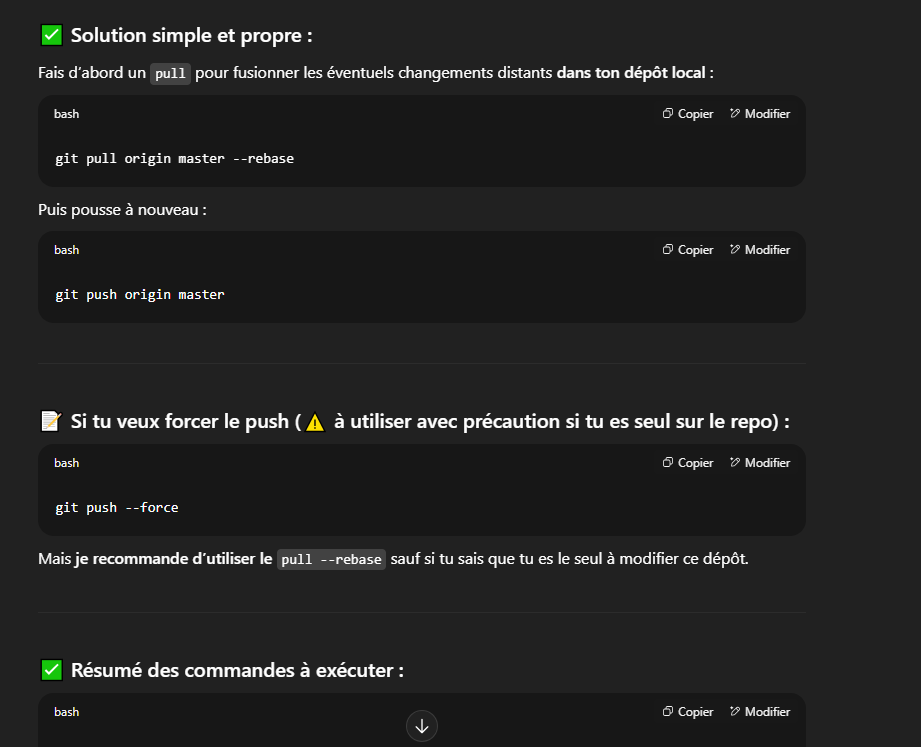 ✅ Solution simple et propre :
Fais d’abord un pull pour fusionner les éventuels changements distants dans ton dépôt local :
bash Copier Modifier
git pull origin master --rebase
Puis pousse à nouveau :
bash Copier Modifier
git push origin master
📝 Si tu veux forcer le push (⚠️ à utiliser avec précaution si tu es seul sur le repo) :
bash Copier Modifier
git push --force
Mais je recommande d’utiliser le pull --rebase sauf si tu sais que tu es le seul à modifier ce dépôt.
✅ Résumé des commandes à exécuter :
bash Copier Modifier